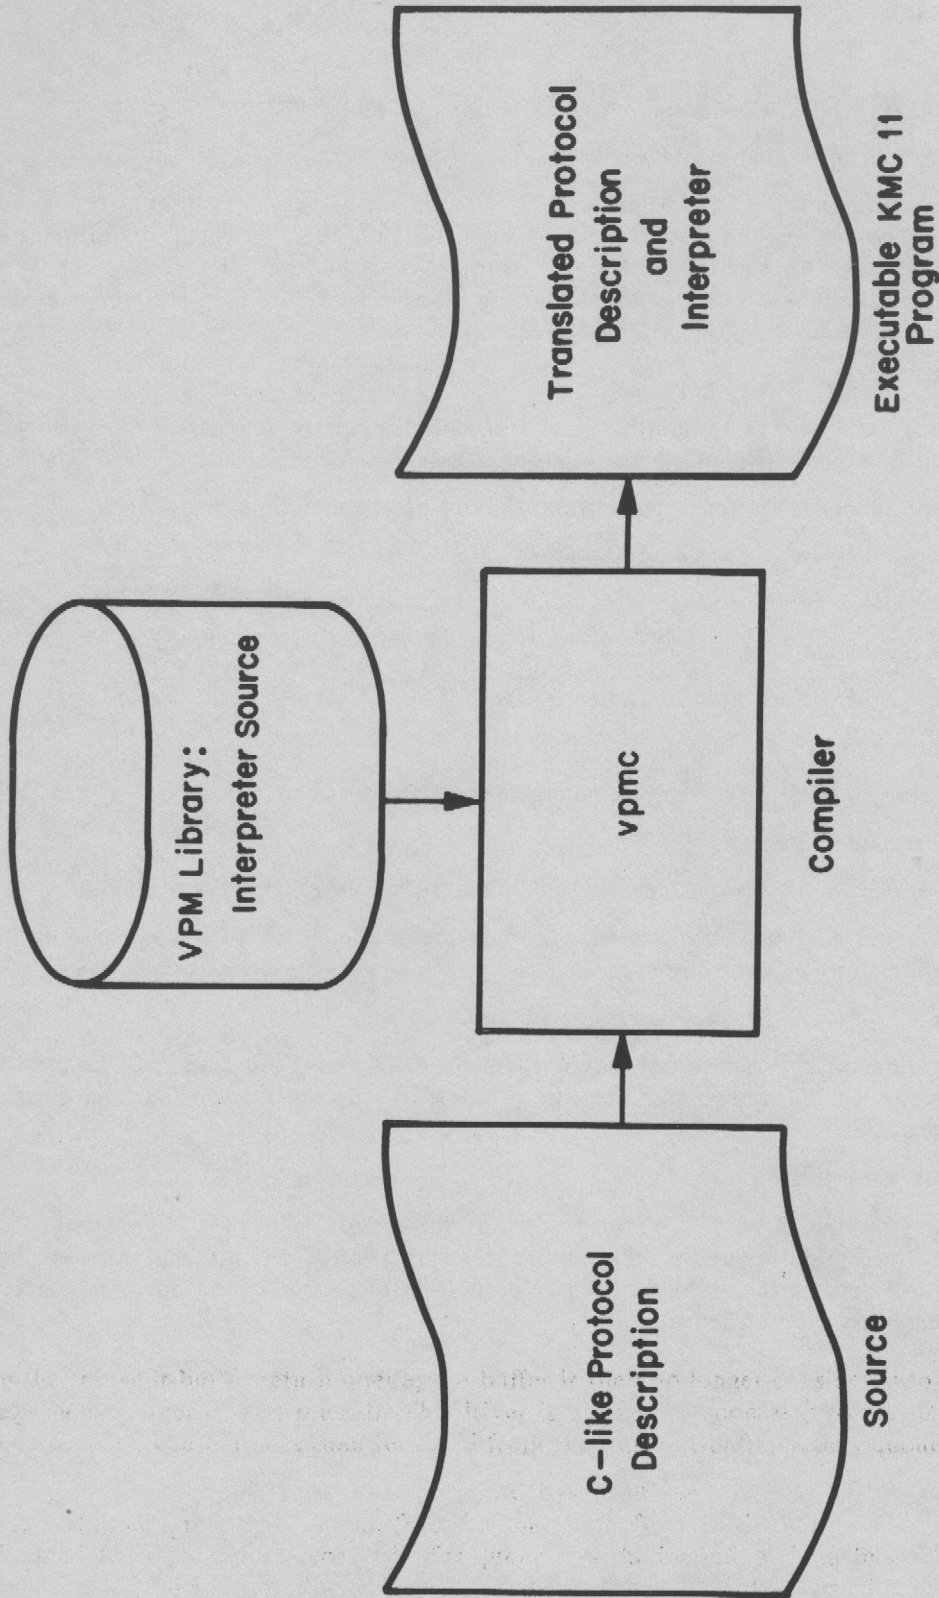 VPM Library:
Interpreter Source
C-like Protocol
Description
Source
vpmc
Compiler
Translated Protocol
Description
and
Interpreter
Executable KMC 11
Program